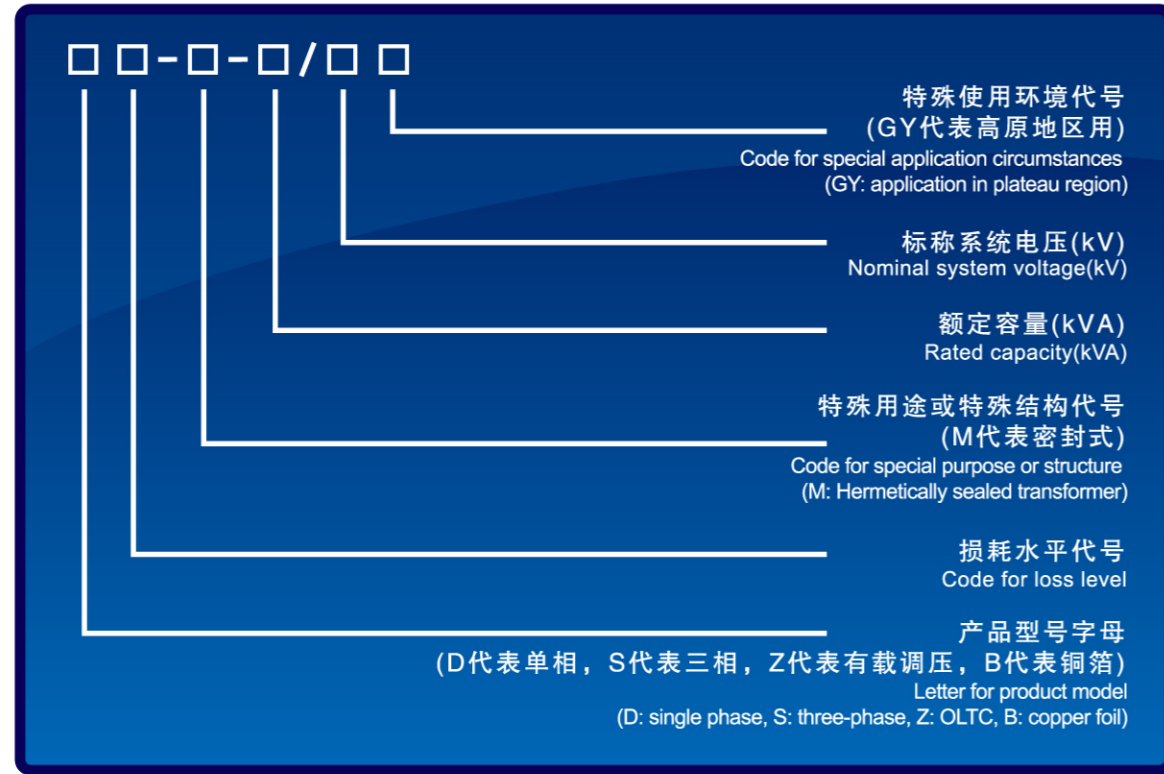 □ □-□-□/□ □
特殊使用环境代号
(GY代表高原地区用)
Code for special application circumstances
(GY: application in plateau region)
标称系统电压(kV)
Nominal system voltage(kV)
额定容量(kVA)
Rated capacity(kVA)
特殊用途或特殊结构代号
(M代表密封式)
Code for special purpose or structure
(M: Hermetically sealed transformer)
损耗水平代号
Code for loss level
产品型号字母
(D代表单相，S代表三相，Z代表有载调压，B代表铜箔)
Letter for product model
(D: single phase, S: three-phase, Z: OLTC, B: copper foil)